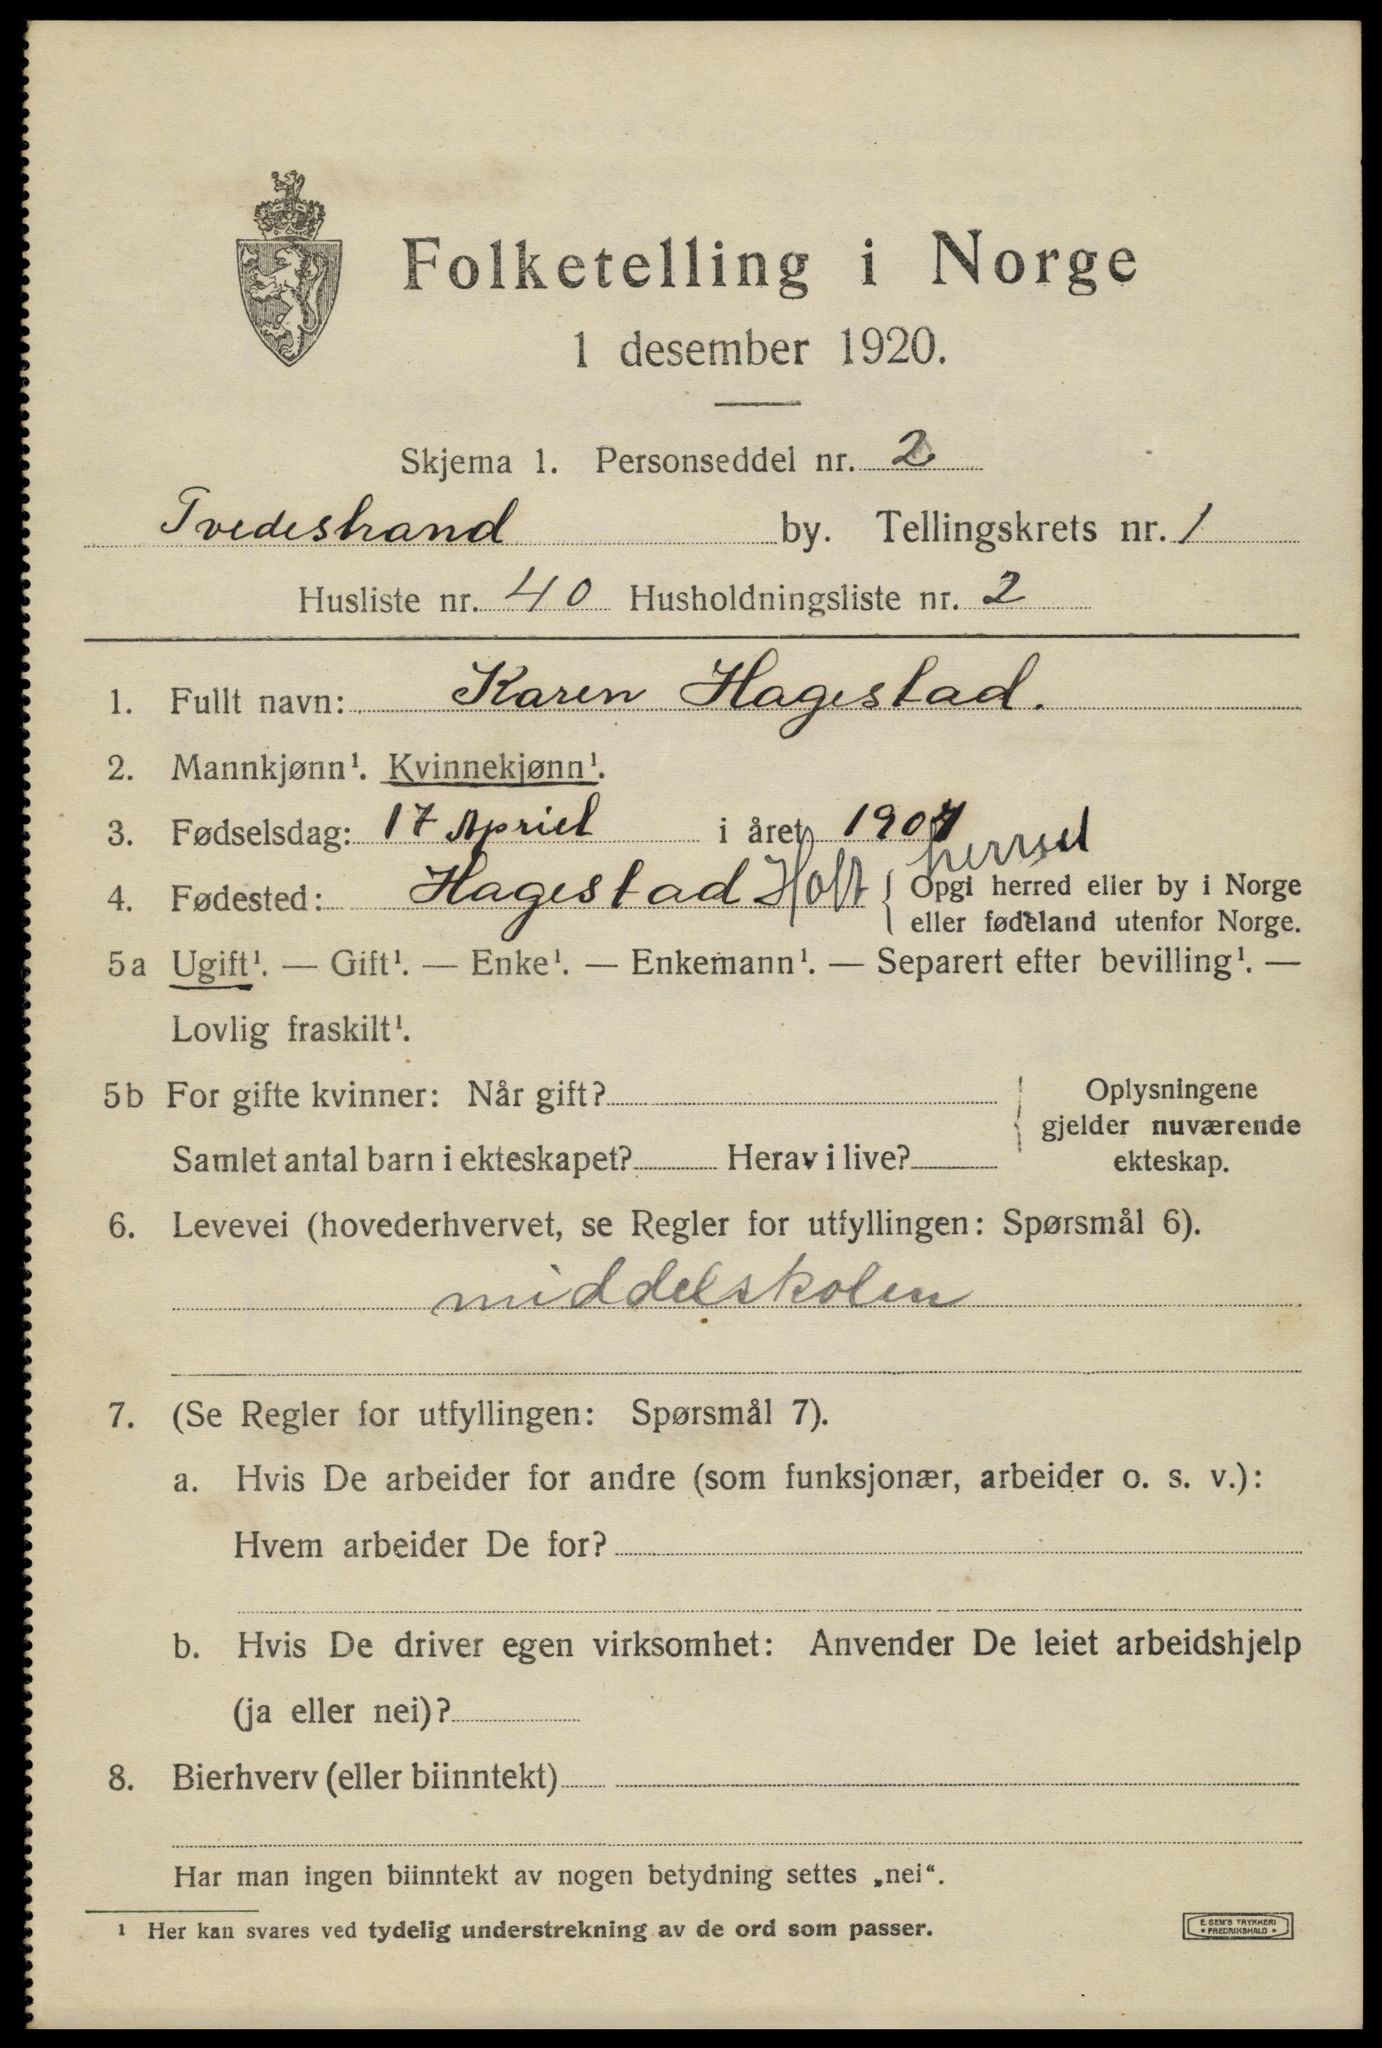 Folketelling i Norge
1 desember 1920.
Skjema 1. Personseddel nr. 2
Tvedestrand by. Tellingskrets nr. 1
Husliste nr. 40 Husholdningsliste nr. 2
1. Fullt navn: Karen Hagestad.
2. Mannkjønn¹. Kvinnekjønn¹.
3. Fødselsdag: 17 Apriel i året
4. Fødested: Hagestad Holt herred { Opgi herred eller by i Norge
eller fødeland utenfor Norge.
5a Ugift¹. — Gift¹. — Enke¹. — Enkemann¹. — Separert efter bevilling¹. —
Lovlig fraskilt¹.
5b For gifte kvinner: Når gift? { Oplysningene
gjelder nuværende
Samlet antal barn i ekteskapet? Herav i live? ekteskap.
6. Levevei (hovederhvervet, se Regler for utfyllingen: Spørsmål 6).
middelskolen
7. (Se Regler for utfyllingen: Spørsmål 7).
a. Hvis De arbeider for andre (som funksjonær, arbeider o. s. v.):
Hvem arbeider De for?
b. Hvis De driver egen virksomhet: Anvender De leiet arbeidshjelp
(ja eller nei)?
8. Bierhverv (eller biinntekt)
Har man ingen biinntekt av nogen betydning settes „nei“.
¹ Her kan svares ved tydelig understrekning av de ord som passer.
E. SEM'S TRYKKERI
• FREDRIKSHALD •